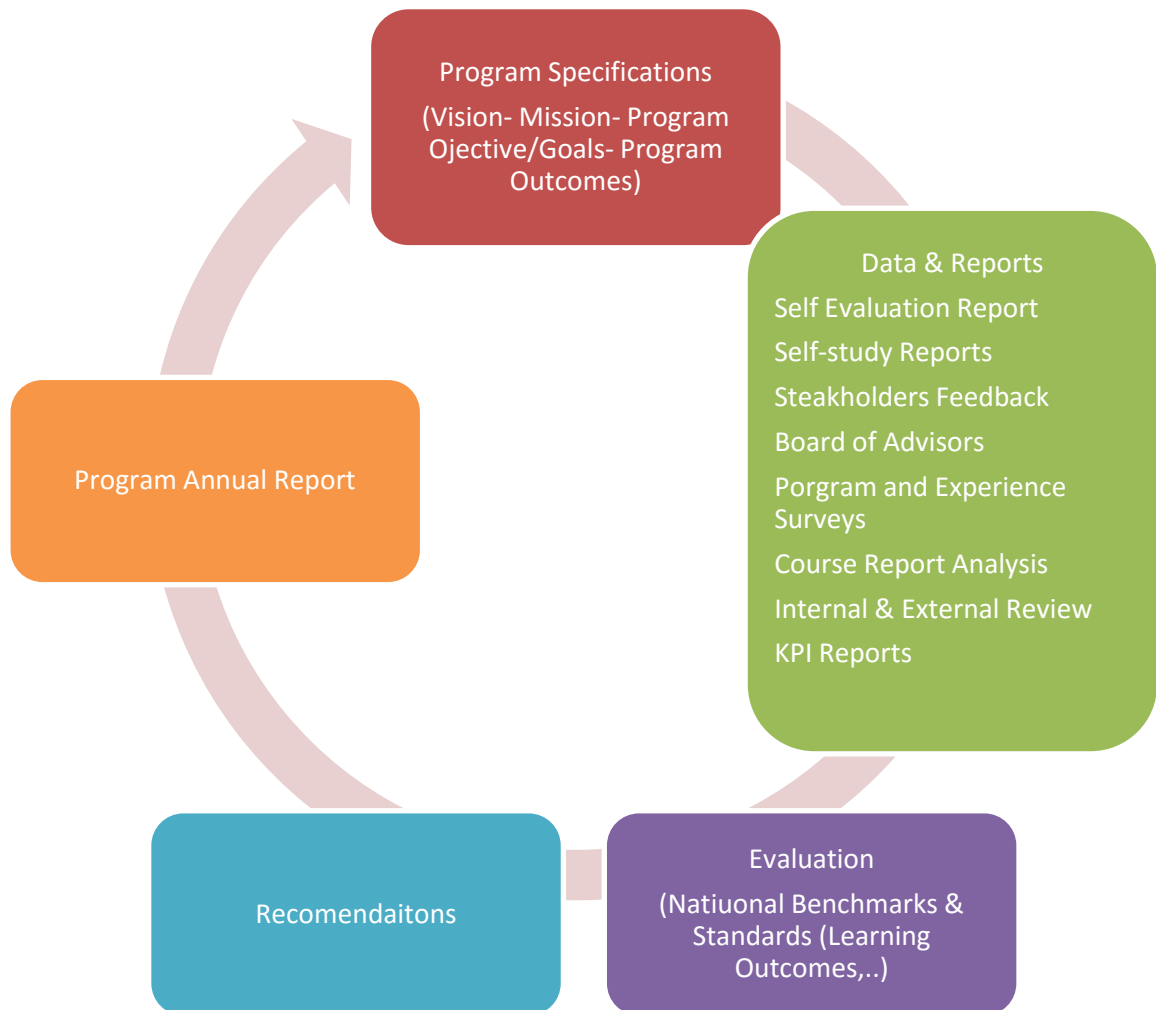 Program Specifications
(Vision- Mission- Program
Ojective/Goals- Program
Outcomes)
Data & Reports
Self Evaluation Report
Self-study Reports
Steakholders Feedback
Board of Advisors
Porgram and Experience
Surveys
Course Report Analysis
Internal & External Review
KPI Reports
Evaluation
(Natiuonal Benchmarks &
Standards (Learning
Outcomes,..)
Recomendaitons
Program Annual Report